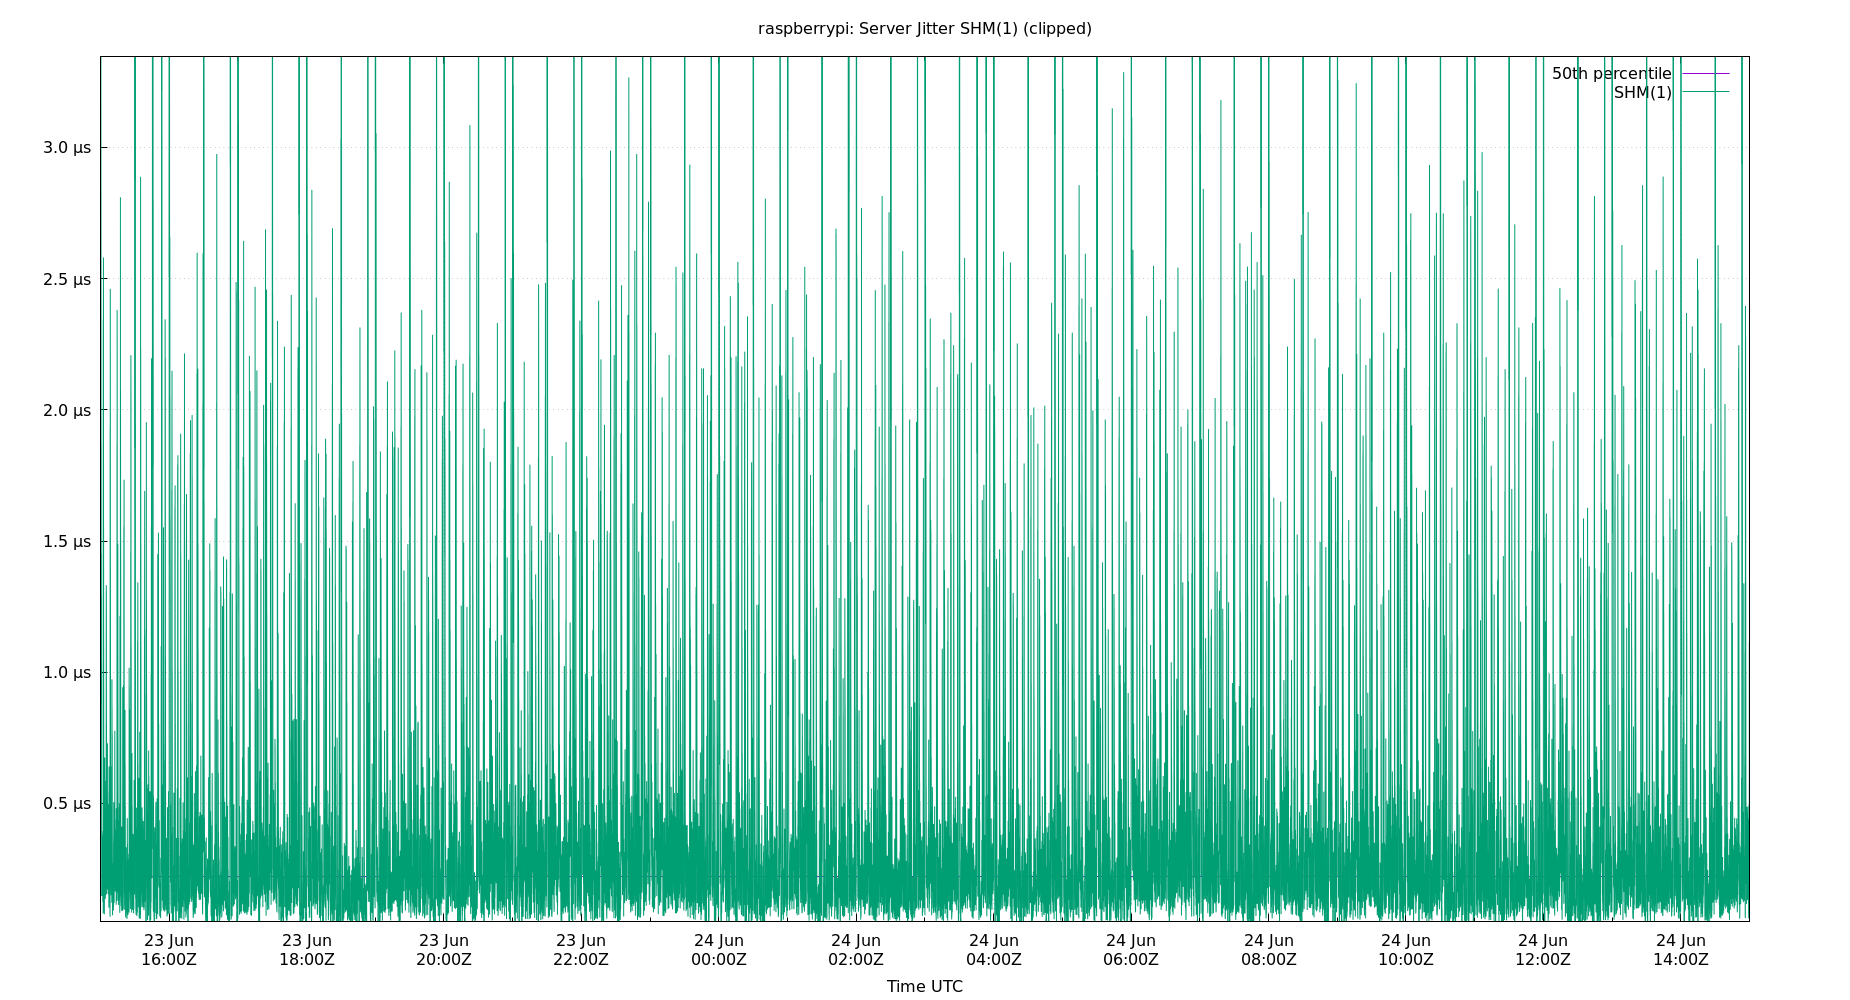 raspberrypi: Server Jitter SHM(1) (clipped)
50th percentile
SHM(1)
3.0 µs
2.5 µs
2.0 µs
1.5 µs
1.0 µs
0.5 µs
23 Jun 23 Jun 23 Jun 23 Jun 24 Jun 24 Jun 24 Jun 24 Jun 24 Jun 24 Jun 24 Jun 24 Jun
16:00Z 18:00Z 20:00Z 22:00Z 00:00Z 02:00Z 04:00Z 06:00Z 08:00Z 10:00Z 12:00Z 14:00Z
Time UTC